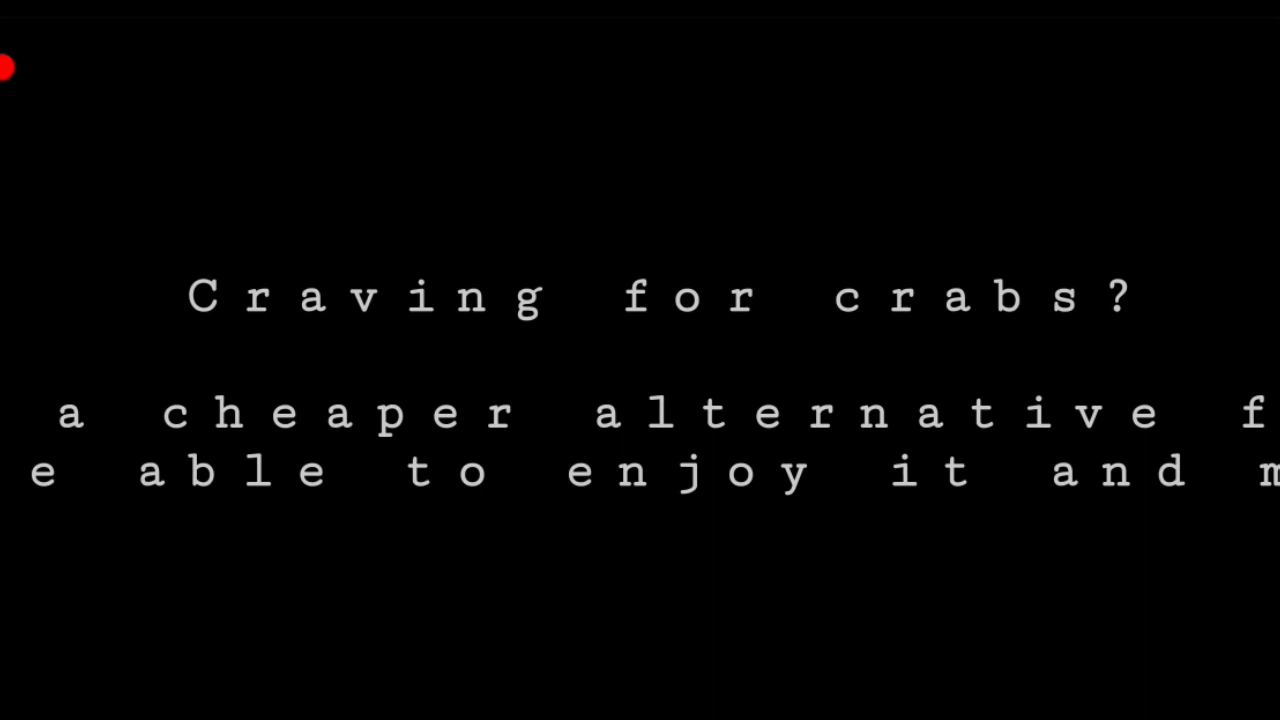 Craving for crabs?
a cheaper alternative f
e able to enjoy it and m